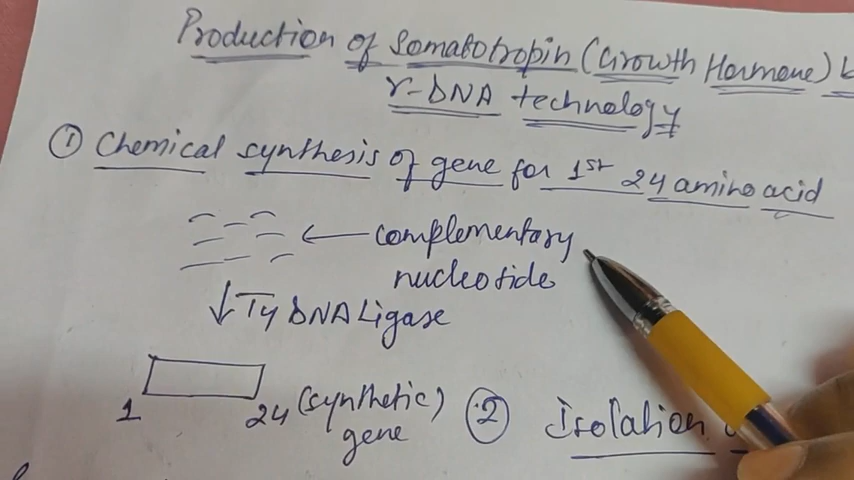 Production of Somatotropin (Growth Hormone)
r-DNA technology
① Chemical synthesis of gene for 1st 24 amino acid
← complementary
nucleotide
↓ T4 DNA Ligase
1 24 (synthetic) gene
② Isolation